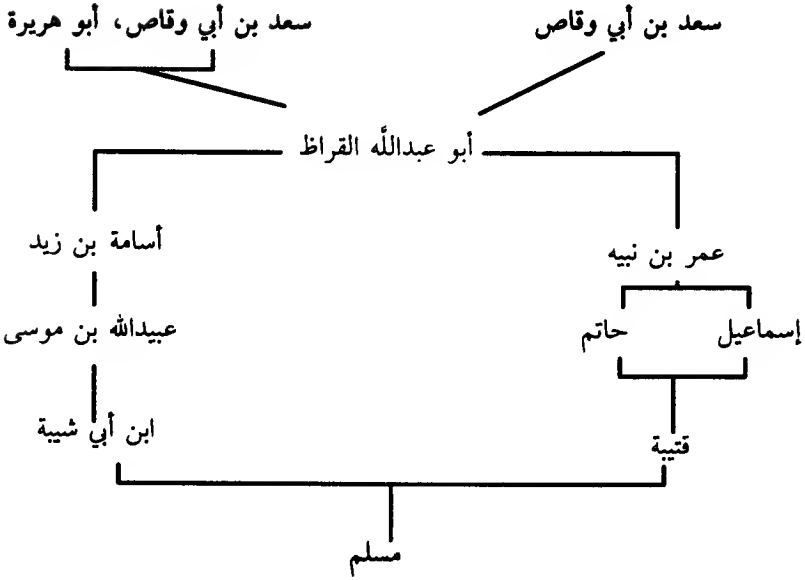 سعد بن أبي وقاص
سعد بن أبي وقاص، أبو هريرة
أبو عبداللَّه القراظ
أسامة بن زيد
عمر بن نبيه
إسماعيل
حاتم
عبيدالله بن موسى
قتيبة
ابن أبي شيبة
مسلم